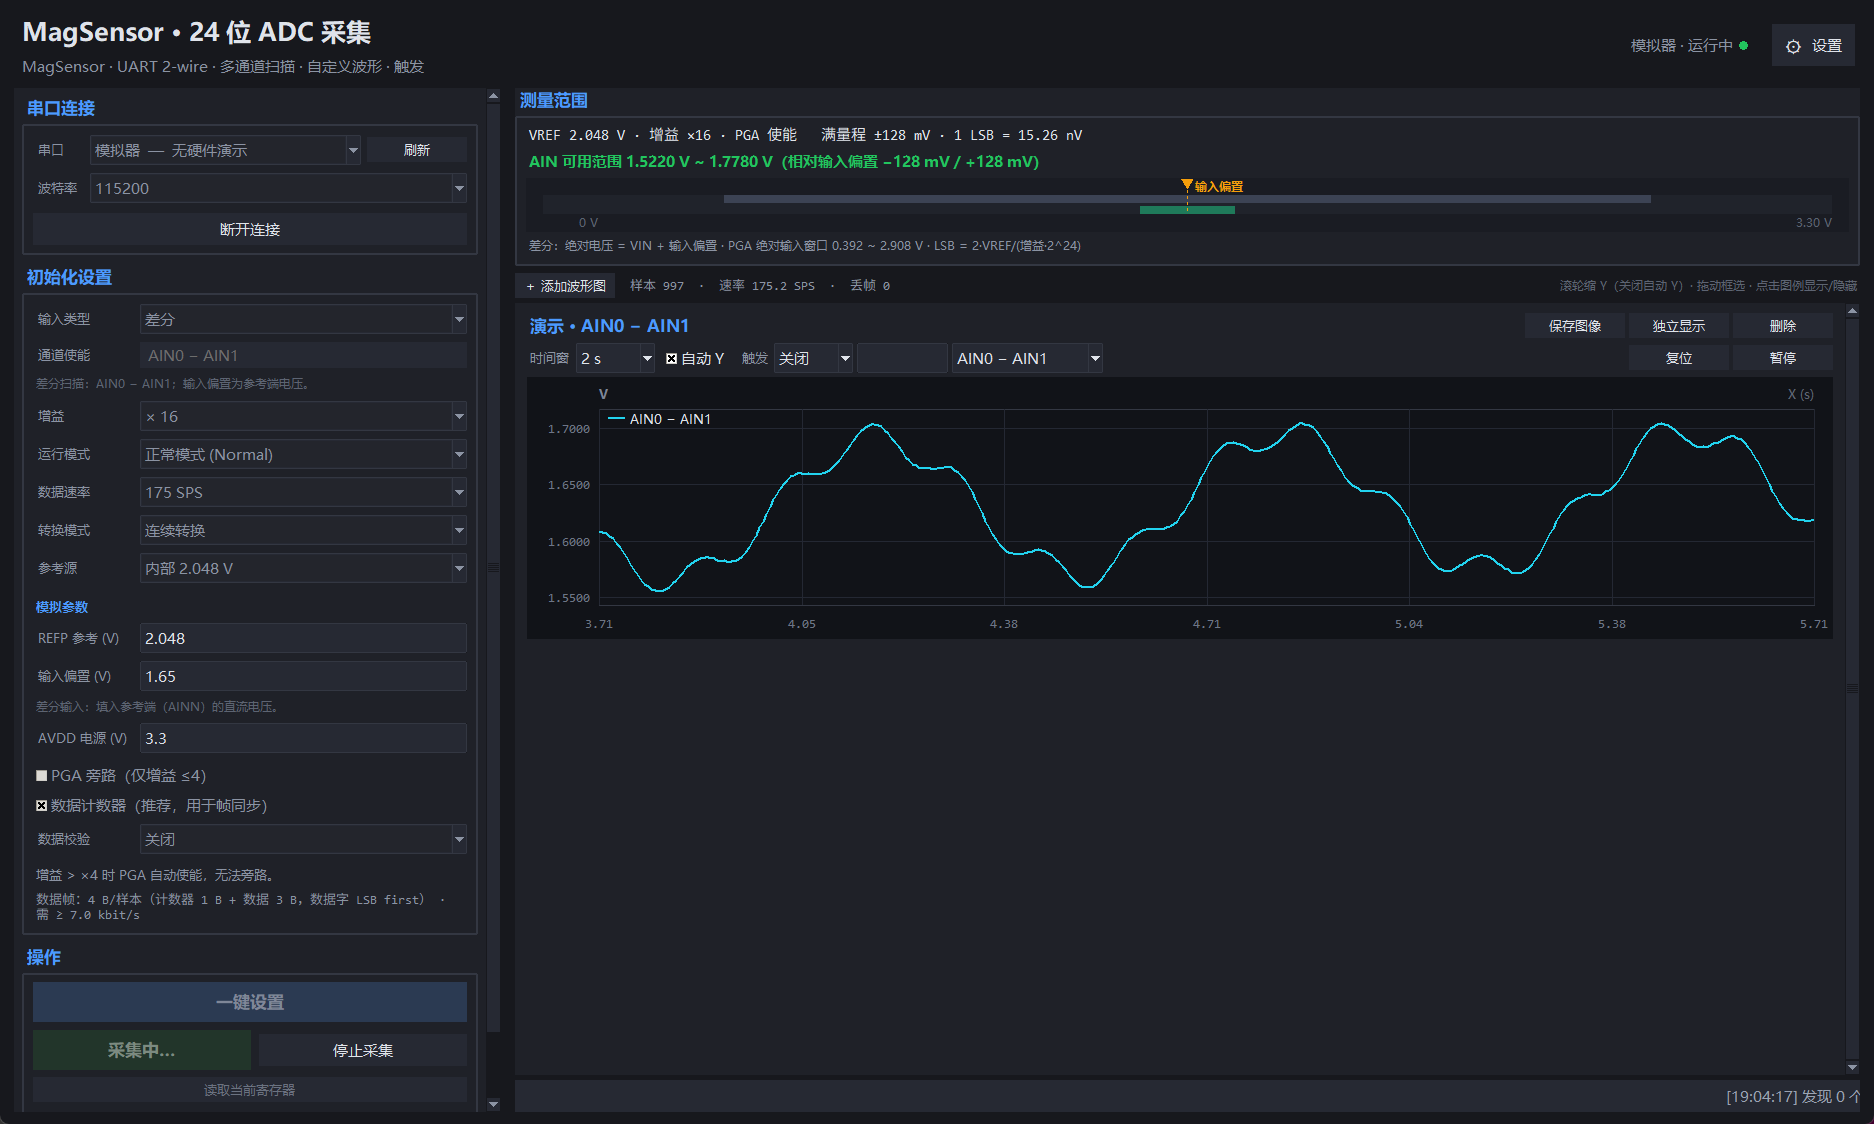 MagSensor • 24 位 ADC 采集
MagSensor · UART 2-wire · 多通道扫描 · 自定义波形 · 触发
模拟器 · 运行中
设置
串口连接
串口
模拟器 — 无硬件演示
刷新
波特率
115200
断开连接
初始化设置
输入类型
差分
通道使能
AIN0 − AIN1
差分扫描：AIN0 − AIN1；输入偏置为参考端电压。
增益
× 16
运行模式
正常模式 (Normal)
数据速率
175 SPS
转换模式
连续转换
参考源
内部 2.048 V
模拟参数
REFP 参考 (V)
2.048
输入偏置 (V)
1.65
差分输入：填入参考端（AINN）的直流电压。
AVDD 电源 (V)
3.3
PGA 旁路（仅增益 ≤4）
数据计数器（推荐，用于帧同步）
数据校验
关闭
增益 > ×4 时 PGA 自动使能，无法旁路。
数据帧：4 B/样本（计数器 1 B + 数据 3 B，数据字 LSB first） ·
需 ≥ 7.0 kbit/s
操作
一键设置
采集中...
停止采集
读取当前寄存器
测量范围
VREF 2.048 V · 增益 ×16 · PGA 使能 满量程 ±128 mV · 1 LSB = 15.26 nV
AIN 可用范围 1.5220 V ~ 1.7780 V（相对输入偏置 −128 mV / +128 mV）
输入偏置
0 V
3.30 V
差分：绝对电压 = VIN + 输入偏置 · PGA 绝对输入窗口 0.392 ~ 2.908 V · LSB = 2·VREF/(增益·2^24)
+ 添加波形图
样本 997 · 速率 175.2 SPS · 丢帧 0
滚轮缩 Y（关闭自动 Y）· 拖动框选 · 点击图例显示/隐藏
演示 • AIN0 − AIN1
保存图像
独立显示
删除
时间窗
2 s
自动 Y
触发
关闭
AIN0 − AIN1
复位
暂停
V
X (s)
AIN0 − AIN1
1.7000
1.6500
1.6000
1.5500
3.71
4.05
4.38
4.71
5.04
5.38
5.71
[19:04:17] 发现 0 个